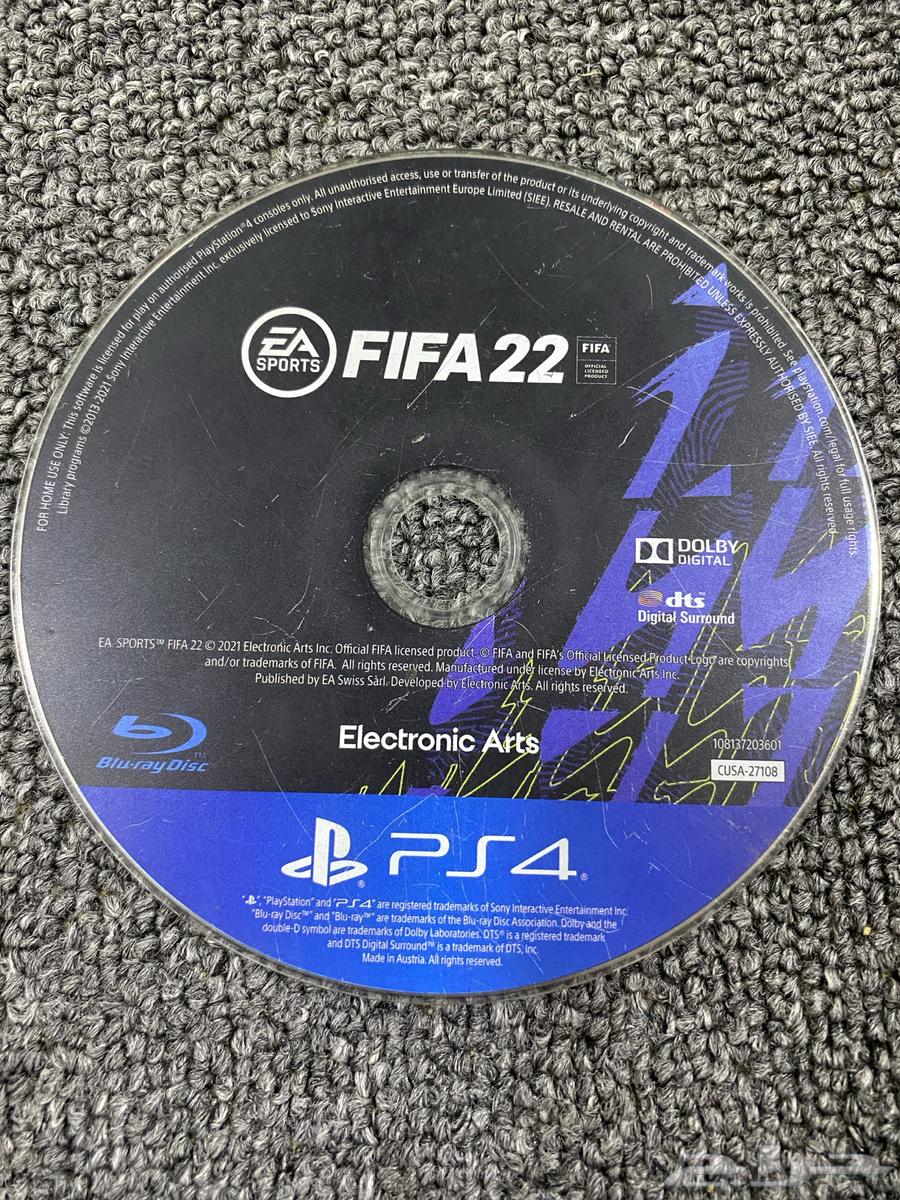 FOR HOME USE ONLY: This software is licensed for play on authorised PlayStation®4 consoles only. All unauthorised access, use or transfer of the product or its underlying copyright and trademark works is prohibited. See playstation.com/legal for full usage rights.
Library programs ©2013-2021 Sony Interactive Entertainment Inc. exclusively licensed to Sony Interactive Entertainment Europe Limited (SIEE). RESALE AND RENTAL ARE PROHIBITED UNLESS EXPRESSLY AUTHORISED BY SIEE. All rights reserved.
EA SPORTS FIFA 22 FIFA
OFFICIAL
LICENSED
PRODUCT
DOLBY
DIGITAL
dts™
Digital Surround
EA SPORTS™ FIFA 22 © 2021 Electronic Arts Inc. Official FIFA licensed product. © FIFA and FIFA's Official Licensed Product Logo are copyrights
and/or trademarks of FIFA. All rights reserved. Manufactured under license by Electronic Arts Inc.
Published by EA Swiss Sàrl. Developed by Electronic Arts. All rights reserved.
Electronic Arts
Blu-ray Disc™
108137203601
CUSA-27108
PS4®
"PlayStation" and "PS4" are registered trademarks of Sony Interactive Entertainment Inc.
"Blu-ray Disc™" and "Blu-ray™" are trademarks of the Blu-ray Disc Association. Dolby and the
double-D symbol are trademarks of Dolby Laboratories. DTS® is a registered trademark
and DTS Digital Surround™ is a trademark of DTS, Inc.
Made in Austria. All rights reserved.